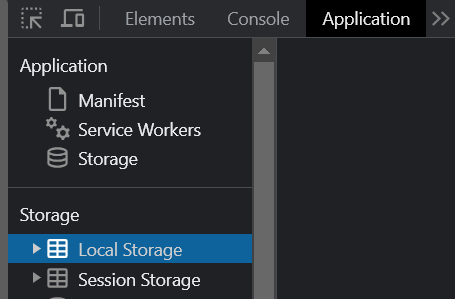 Elements Console Application
Application
Manifest
Service Workers
Storage
Storage
Local Storage
Session Storage